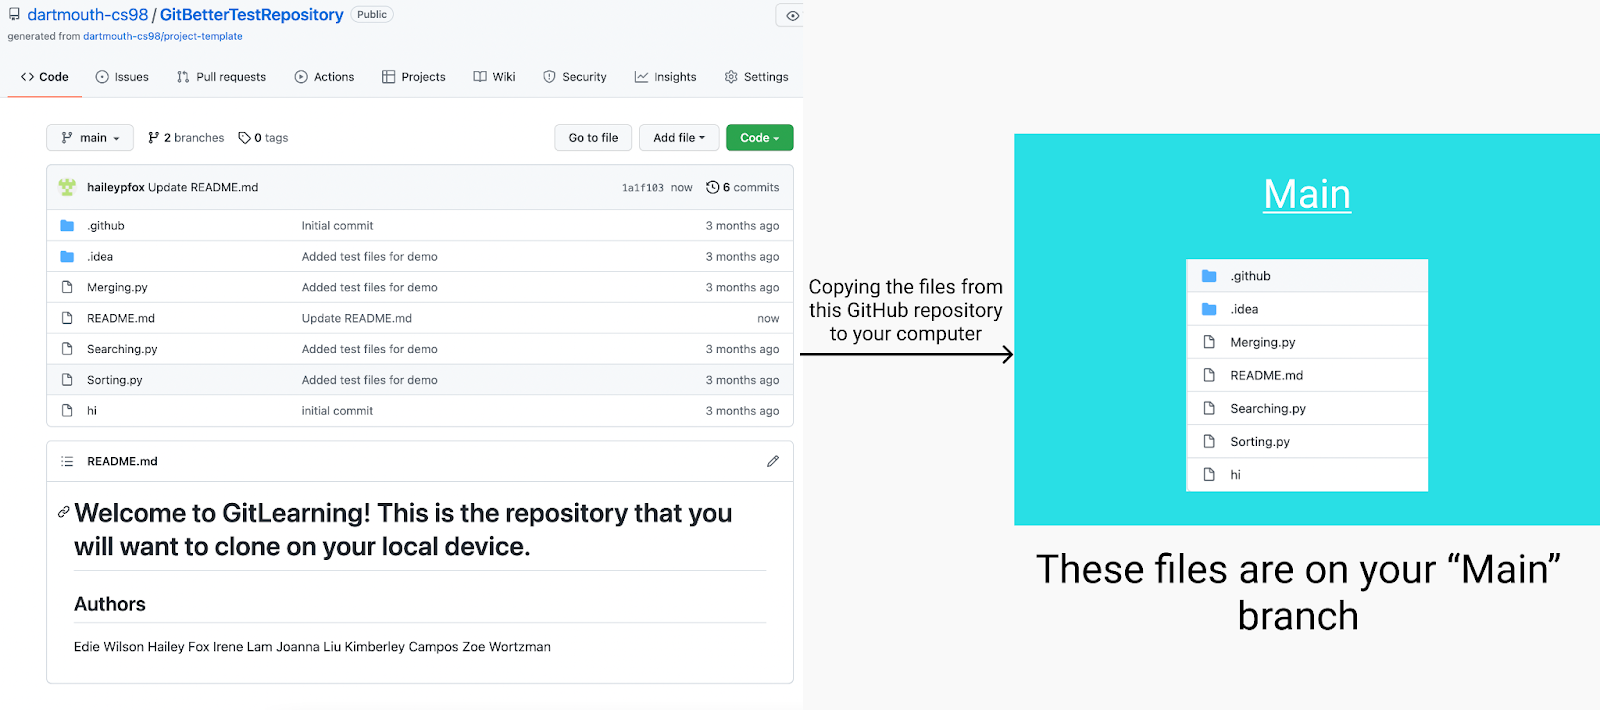 dartmouth-cs98 / GitBetterTestRepository Public
generated from dartmouth-cs98/project-template
Code Issues Pull requests Actions Projects Wiki Security Insights Settings
main 2 branches 0 tags Go to file Add file Code
haileypfox Update README.md 1a1f103 now 6 commits
.github Initial commit 3 months ago
.idea Added test files for demo 3 months ago
Merging.py Added test files for demo 3 months ago
README.md Update README.md now
Searching.py Added test files for demo 3 months ago
Sorting.py Added test files for demo 3 months ago
hi initial commit 3 months ago
README.md
Welcome to GitLearning! This is the repository that you
will want to clone on your local device.
Authors
Edie Wilson Hailey Fox Irene Lam Joanna Liu Kimberley Campos Zoe Wortzman
Copying the files from
this GitHub repository
to your computer
Main
.github
.idea
Merging.py
README.md
Searching.py
Sorting.py
hi
These files are on your “Main”
branch